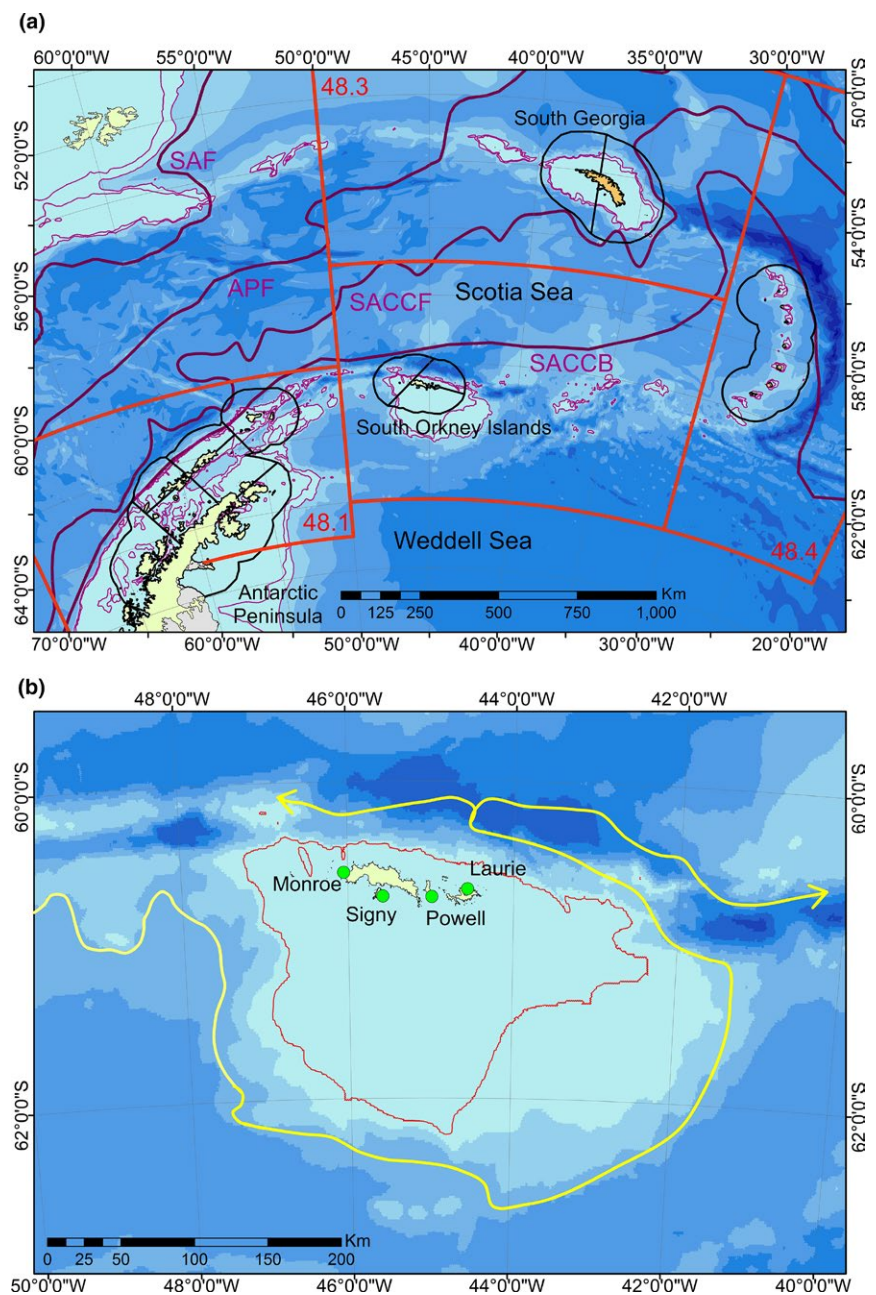 (a)
60°0'0"W 55°0'0"W 50°0'0"W 45°0'0"W 40°0'0"W 35°0'0"W 30°0'0"W
48.3
50°0'0"S
South Georgia
52°0'0"S
SAF
54°0'0"S
APF
SACCF
Scotia Sea
56°0'0"S
SACCB
58°0'0"S
South Orkney Islands
60°0'0"S
48.1
Weddell Sea
48.4
62°0'0"S
Antarctic
Peninsula
Km
0 125 250 500 750 1,000
64°0'0"S
70°0'0"W 60°0'0"W 50°0'0"W 40°0'0"W 30°0'0"W 20°0'0"W
(b)
48°0'0"W 46°0'0"W 44°0'0"W 42°0'0"W
60°0'0"S
60°0'0"S
Monroe
Laurie
Signy
Powell
62°0'0"S
62°0'0"S
Km
0 25 50 100 150 200
50°0'0"W 48°0'0"W 46°0'0"W 44°0'0"W 42°0'0"W 40°0'0"W